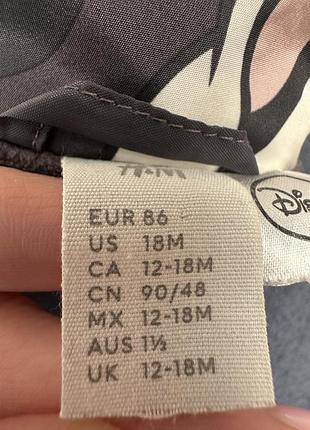 H&M
EUR 86
US 18M
CA 12-18M
CN 90/48
MX 12-18M
AUS 1½
UK 12-18M
Dis